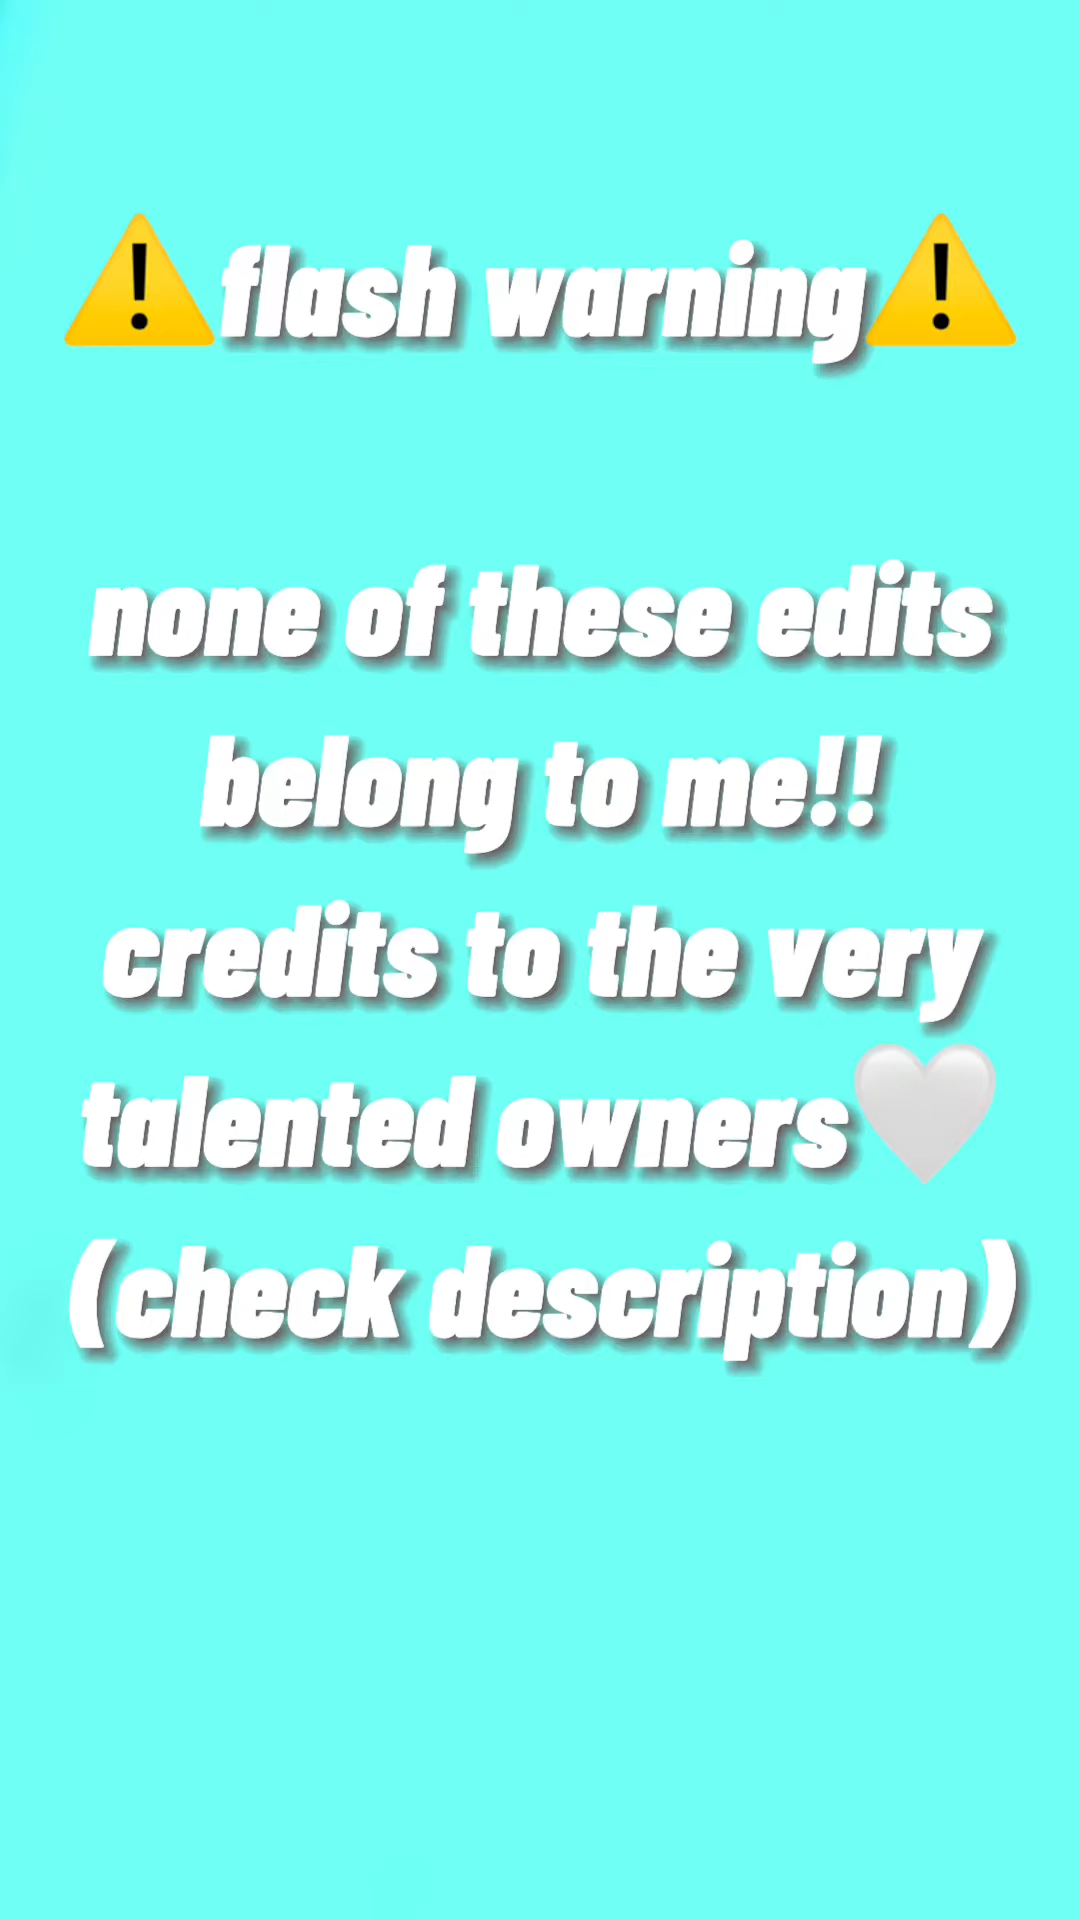 ⚠️flash warning⚠️
none of these edits
belong to me!!
credits to the very
talented owners🤍
(check description)